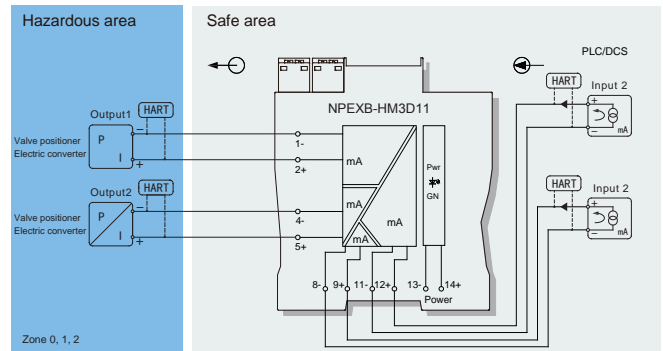 Hazardous area
Safe area
PLC/DCS
HART
Input 2
+
−
mA
Output1
HART
NPEXB-HM3D11
Valve positioner
Electric converter
P
I
−
+
1-
2+
mA
Pwr
GN
Output2
HART
Valve positioner
Electric converter
P
I
−
+
4-
5+
mA
mA
mA
HART
Input 2
+
−
mA
8-
9+
11-
12+
13-
14+
Power
Zone 0, 1, 2